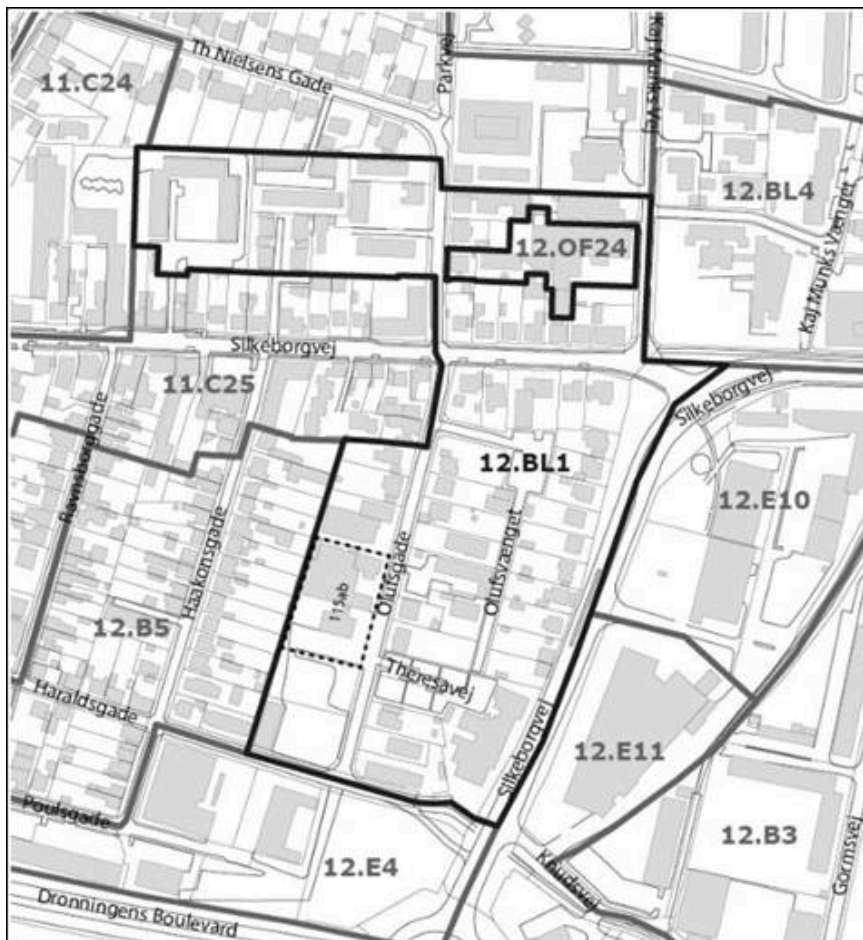 Th Nielsens Gade
Parkvej
Kaj Munks Vej
11.C24
12.BL4
12.OF24
Kaj Munks Vænget
Silkeborgvej
11.C25
Silkeborgvej
12.BL1
12.E10
Ravnsborggade
Haakonsgade
Olufsgade
Olufsvænget
115ab
12.B5
Haraldsgade
Theresavej
Silkeborgvej
12.E11
Poulsgade
12.E4
12.B3
Knudsvej
Gormsvej
Dronningens Boulevard